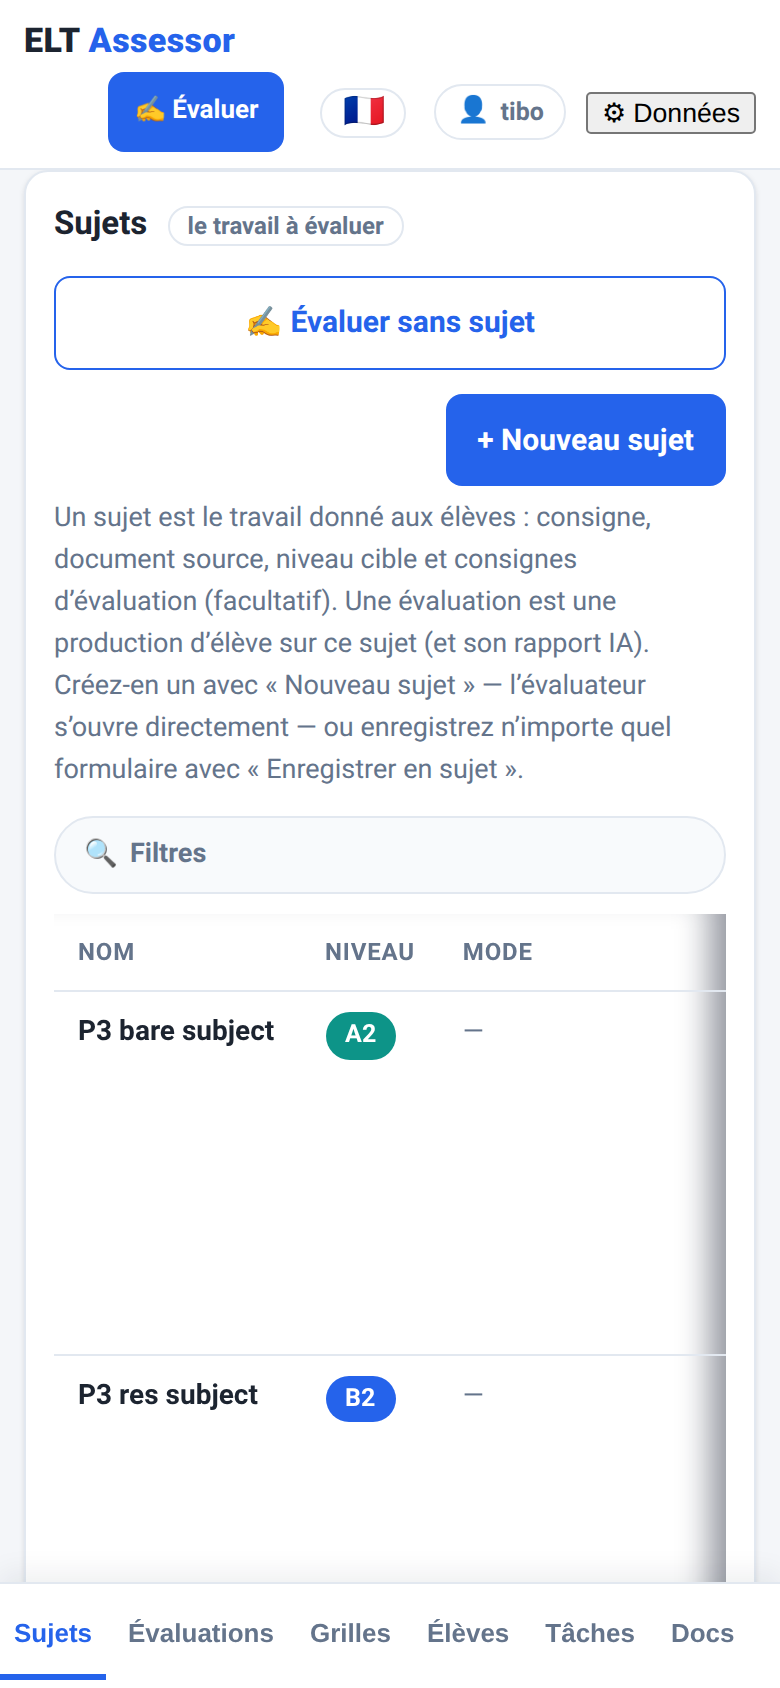 ELT Assessor
✍️ Évaluer
🇫🇷
👤 tibo
⚙ Données
Sujets
le travail à évaluer
✍️ Évaluer sans sujet
+ Nouveau sujet
Un sujet est le travail donné aux élèves : consigne,
document source, niveau cible et consignes
d’évaluation (facultatif). Une évaluation est une
production d’élève sur ce sujet (et son rapport IA).
Créez-en un avec « Nouveau sujet » — l’évaluateur
s’ouvre directement — ou enregistrez n’importe quel
formulaire avec « Enregistrer en sujet ».
🔍 Filtres
NOM NIVEAU MODE
P3 bare subject A2 —
P3 res subject B2 —
Sujets Évaluations Grilles Élèves Tâches Docs